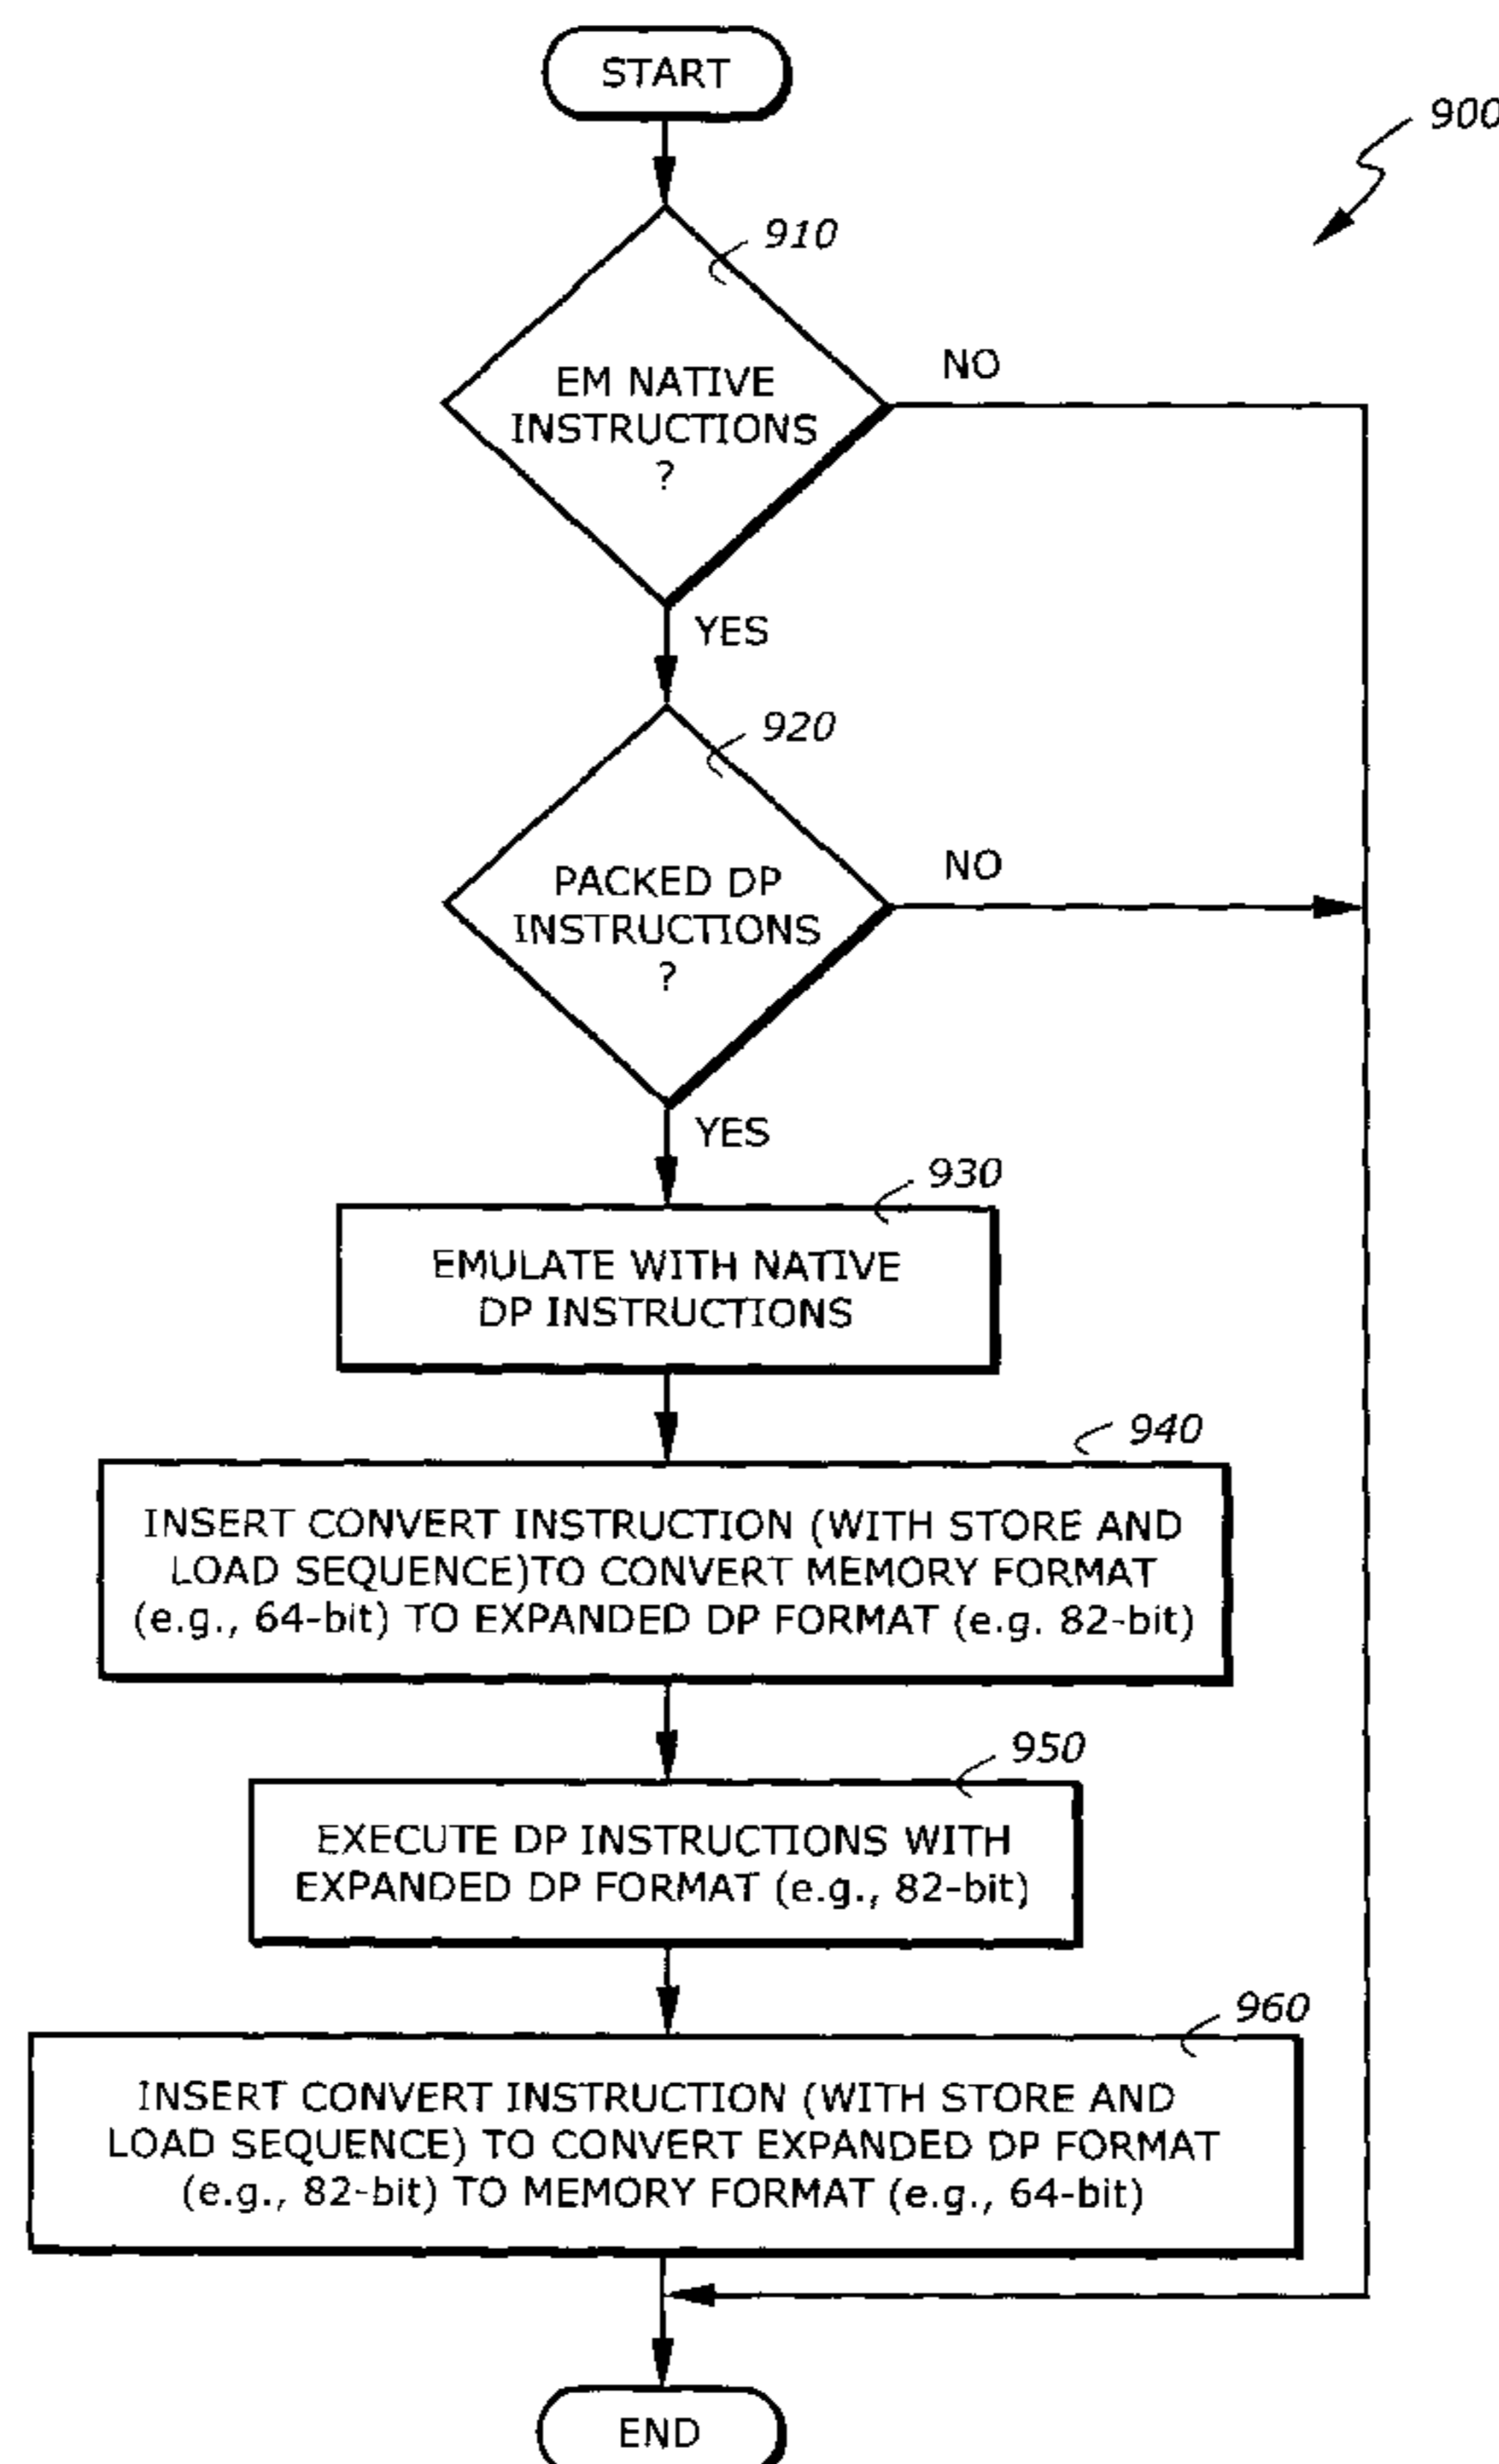 START
900
910
EM NATIVE
INSTRUCTIONS
?
NO
YES
920
PACKED DP
INSTRUCTIONS
?
NO
YES
930
EMULATE WITH NATIVE
DP INSTRUCTIONS
940
INSERT CONVERT INSTRUCTION (WITH STORE AND
LOAD SEQUENCE)TO CONVERT MEMORY FORMAT
(e.g., 64-bit) TO EXPANDED DP FORMAT (e.g. 82-bit)
950
EXECUTE DP INSTRUCTIONS WITH
EXPANDED DP FORMAT (e.g., 82-bit)
960
INSERT CONVERT INSTRUCTION (WITH STORE AND
LOAD SEQUENCE) TO CONVERT EXPANDED DP FORMAT
(e.g., 82-bit) TO MEMORY FORMAT (e.g., 64-bit)
END